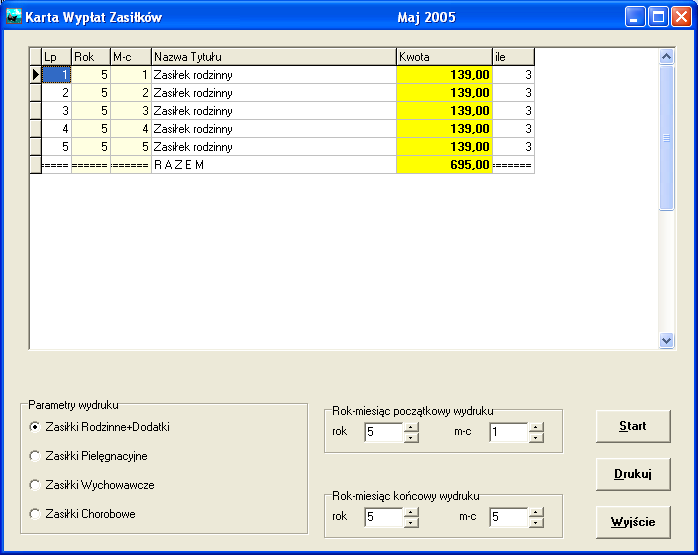 Karta Wypłat Zasiłków Maj 2005
Lp Rok M-c Nazwa Tytułu Kwota ile
1 5 1 Zasiłek rodzinny 139,00 3
2 5 2 Zasiłek rodzinny 139,00 3
3 5 3 Zasiłek rodzinny 139,00 3
4 5 4 Zasiłek rodzinny 139,00 3
5 5 5 Zasiłek rodzinny 139,00 3
===== ====== ====== R A Z E M 695,00 ======
Parametry wydruku
Zasiłki Rodzinne+Dodatki
Zasiłki Pielęgnacyjne
Zasiłki Wychowawcze
Zasiłki Chorobowe
Rok-miesiąc początkowy wydruku
rok 5 m-c 1
Rok-miesiąc końcowy wydruku
rok 5 m-c 5
Start
Drukuj
Wyjście